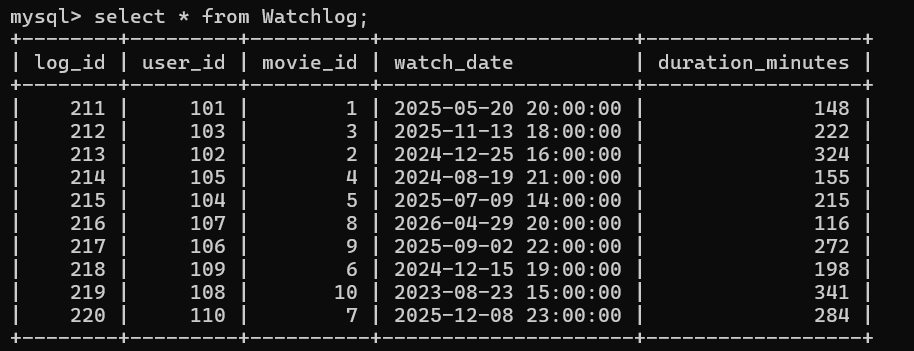 mysql> select * from Watchlog;
+--------+---------+----------+---------------------+------------------+
| log_id | user_id | movie_id | watch_date          | duration_minutes |
+--------+---------+----------+---------------------+------------------+
|    211 |     101 |        1 | 2025-05-20 20:00:00 |              148 |
|    212 |     103 |        3 | 2025-11-13 18:00:00 |              222 |
|    213 |     102 |        2 | 2024-12-25 16:00:00 |              324 |
|    214 |     105 |        4 | 2024-08-19 21:00:00 |              155 |
|    215 |     104 |        5 | 2025-07-09 14:00:00 |              215 |
|    216 |     107 |        8 | 2026-04-29 20:00:00 |              116 |
|    217 |     106 |        9 | 2025-09-02 22:00:00 |              272 |
|    218 |     109 |        6 | 2024-12-15 19:00:00 |              198 |
|    219 |     108 |       10 | 2023-08-23 15:00:00 |              341 |
|    220 |     110 |        7 | 2025-12-08 23:00:00 |              284 |
+--------+---------+----------+---------------------+------------------+